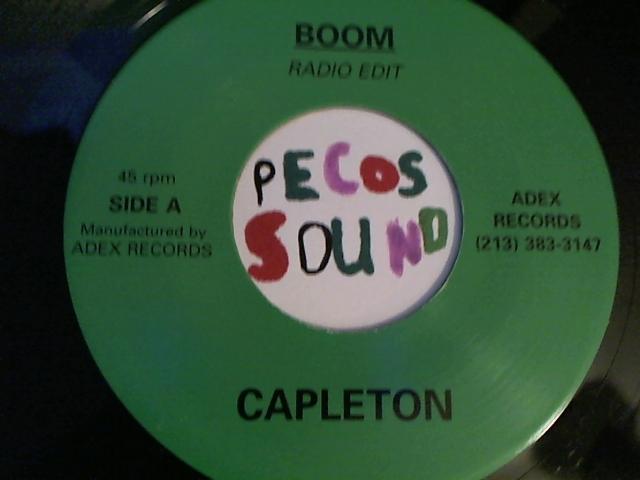 BOOM
RADIO EDIT
45 rpm
SIDE A
Manufactured by
ADEX RECORDS
PECOS
SOUND
ADEX
RECORDS
(213) 383-3147
CAPLETON